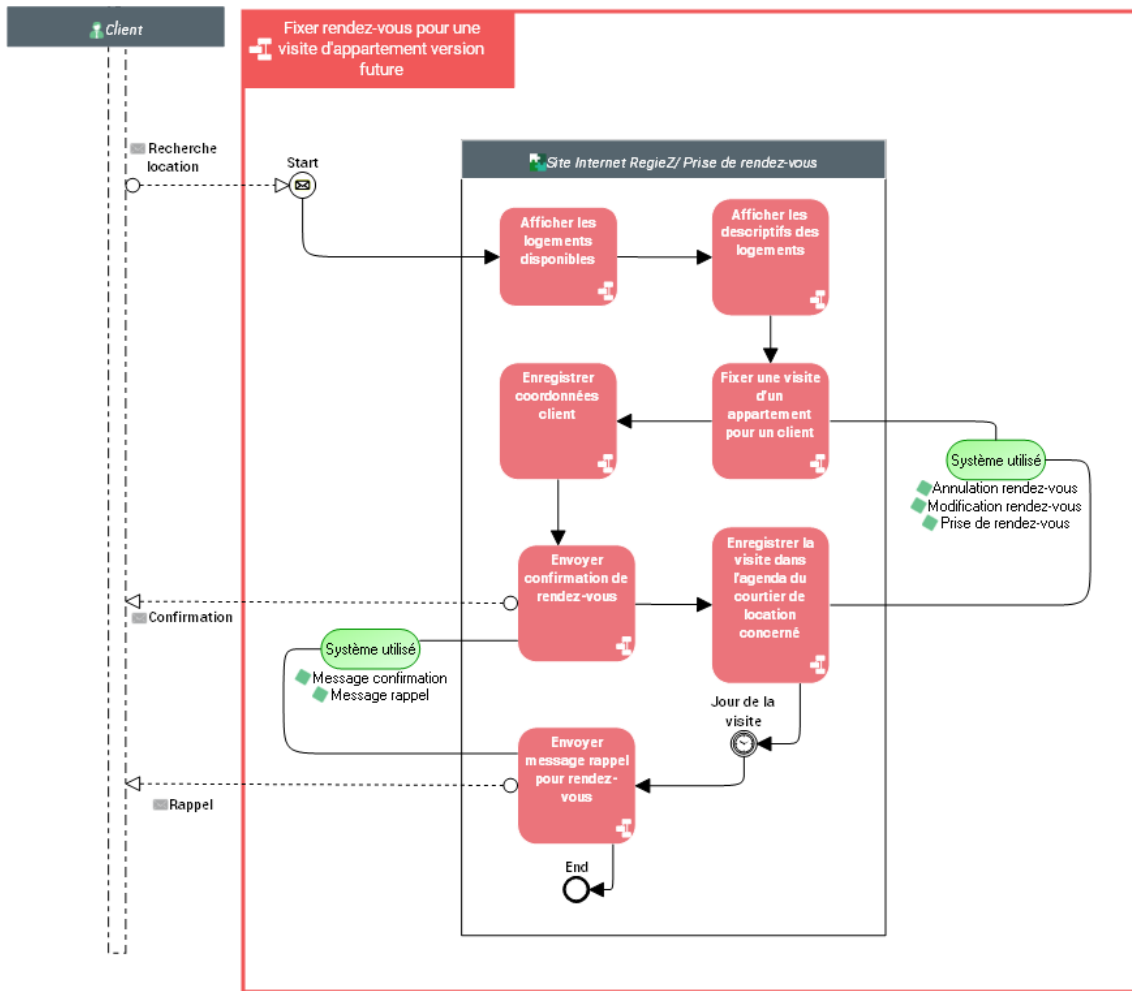 Client
Fixer rendez-vous pour une
visite d'appartement version
future
Recherche
location
Start
Site Internet RegieZ/ Prise de rendez-vous
Afficher les
logements
disponibles
Afficher les
descriptifs des
logements
Enregistrer
coordonnées
client
Fixer une visite
d'un
appartement
pour un client
Système utilisé
Annulation rendez-vous
Modification rendez-vous
Prise de rendez-vous
Envoyer
confirmation de
rendez-vous
Enregistrer la
visite dans
l'agenda du
courtier de
location
concerné
Confirmation
Système utilisé
Message confirmation
Message rappel
Jour de la
visite
Envoyer
message rappel
pour rendez-
vous
Rappel
End